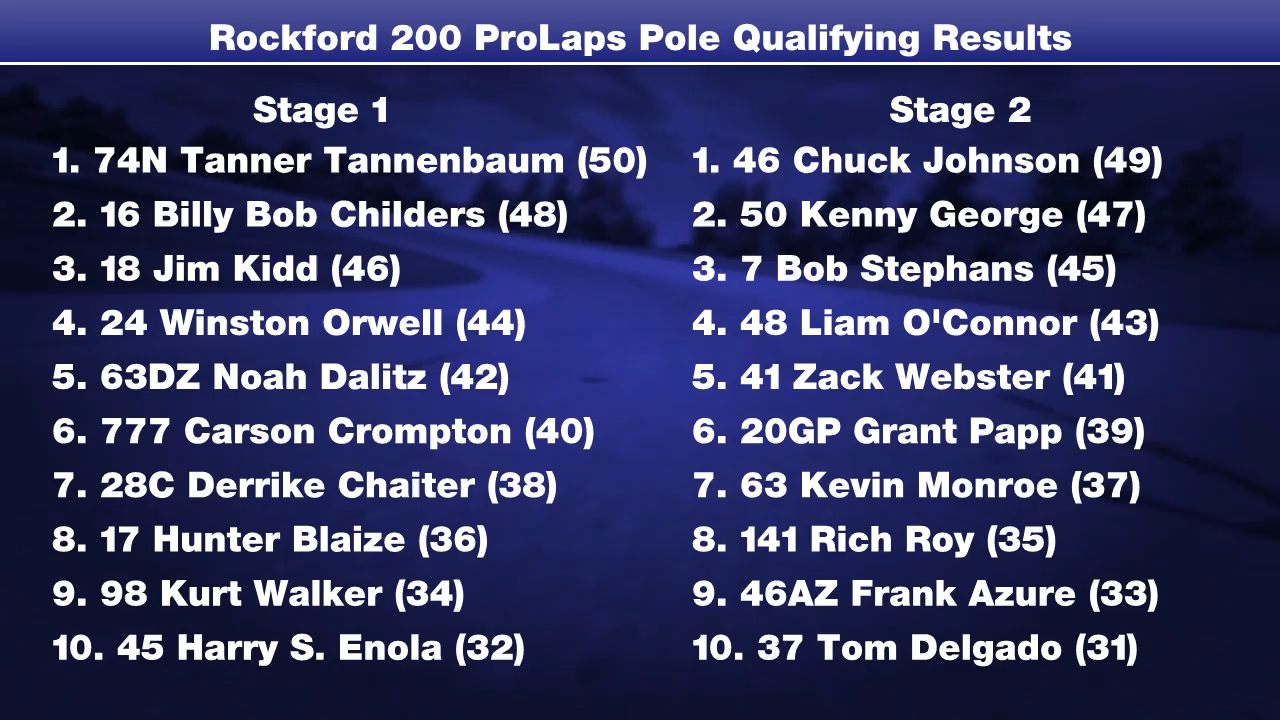 Rockford 200 ProLaps Pole Qualifying Results
Stage 1
1. 74N Tanner Tannenbaum (50)
2. 16 Billy Bob Childers (48)
3. 18 Jim Kidd (46)
4. 24 Winston Orwell (44)
5. 63DZ Noah Dalitz (42)
6. 777 Carson Crompton (40)
7. 28C Derrike Chaiter (38)
8. 17 Hunter Blaize (36)
9. 98 Kurt Walker (34)
10. 45 Harry S. Enola (32)
Stage 2
1. 46 Chuck Johnson (49)
2. 50 Kenny George (47)
3. 7 Bob Stephans (45)
4. 48 Liam O'Connor (43)
5. 41 Zack Webster (41)
6. 20GP Grant Papp (39)
7. 63 Kevin Monroe (37)
8. 141 Rich Roy (35)
9. 46AZ Frank Azure (33)
10. 37 Tom Delgado (31)